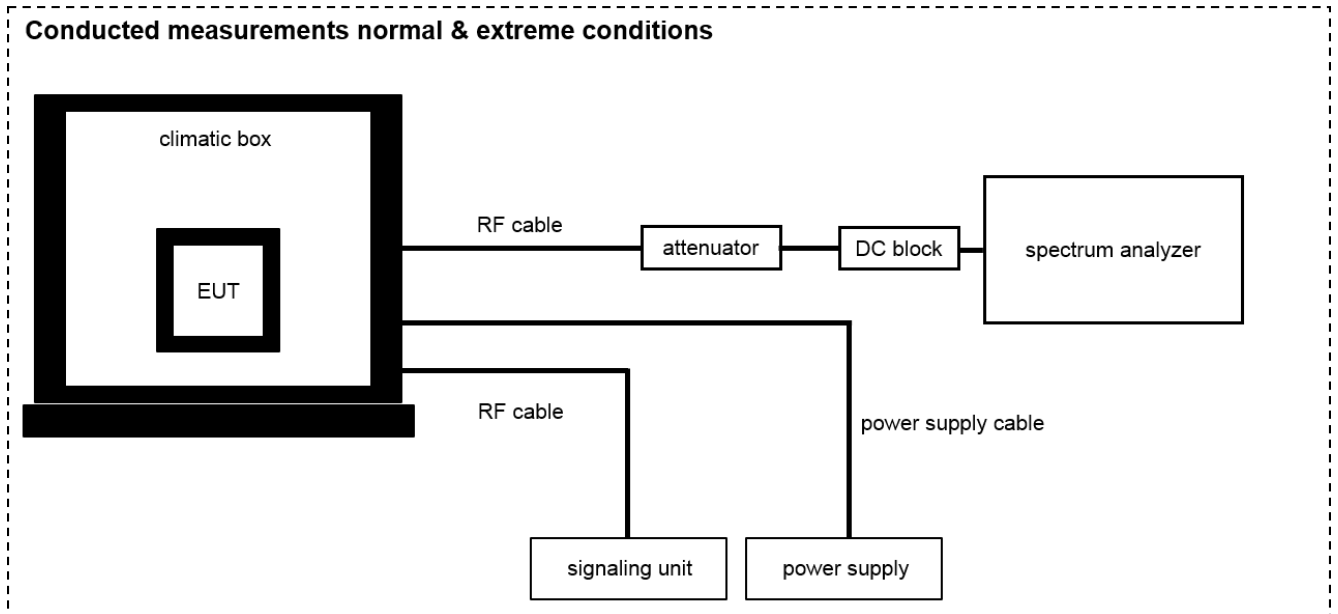 Conducted measurements normal & extreme conditions
climatic box
RF cable
attenuator
DC block
spectrum analyzer
EUT
RF cable
power supply cable
signaling unit
power supply